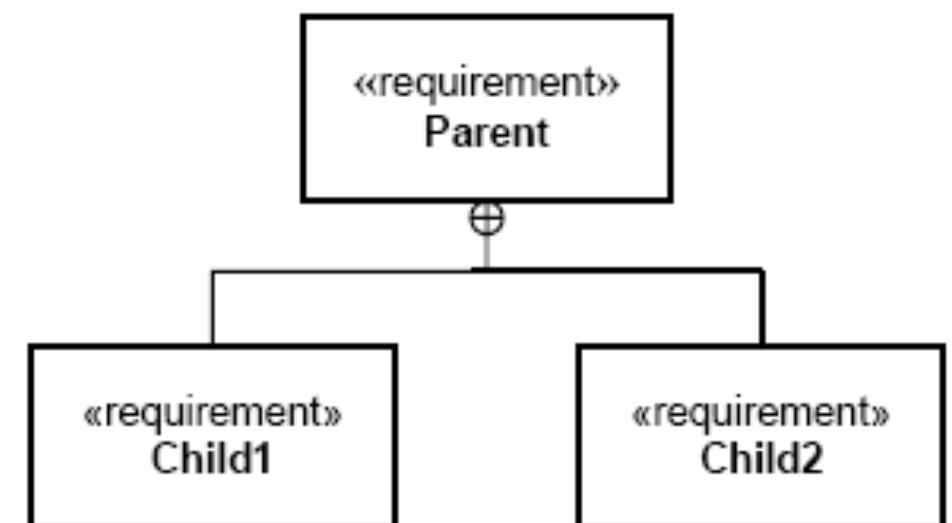 «requirement»
Parent
«requirement»
Child1
«requirement»
Child2